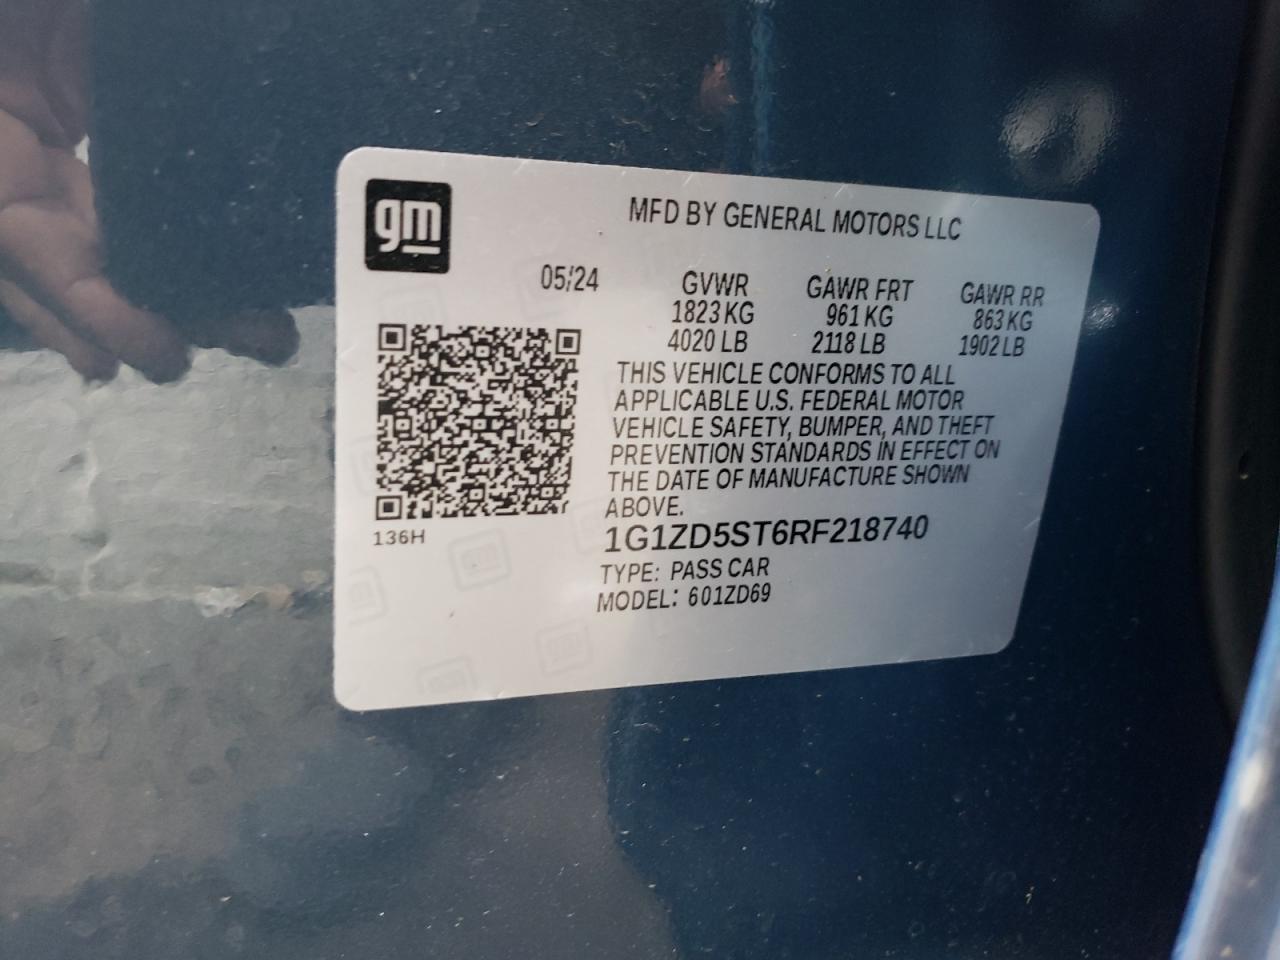 gm
MFD BY GENERAL MOTORS LLC
05/24 GVWR GAWR FRT GAWR RR
1823 KG 961 KG 863 KG
4020 LB 2118 LB 1902 LB
THIS VEHICLE CONFORMS TO ALL
APPLICABLE U.S. FEDERAL MOTOR
VEHICLE SAFETY, BUMPER, AND THEFT
PREVENTION STANDARDS IN EFFECT ON
THE DATE OF MANUFACTURE SHOWN
ABOVE.
136H
1G1ZD5ST6RF218740
TYPE: PASS CAR
MODEL: 601ZD69